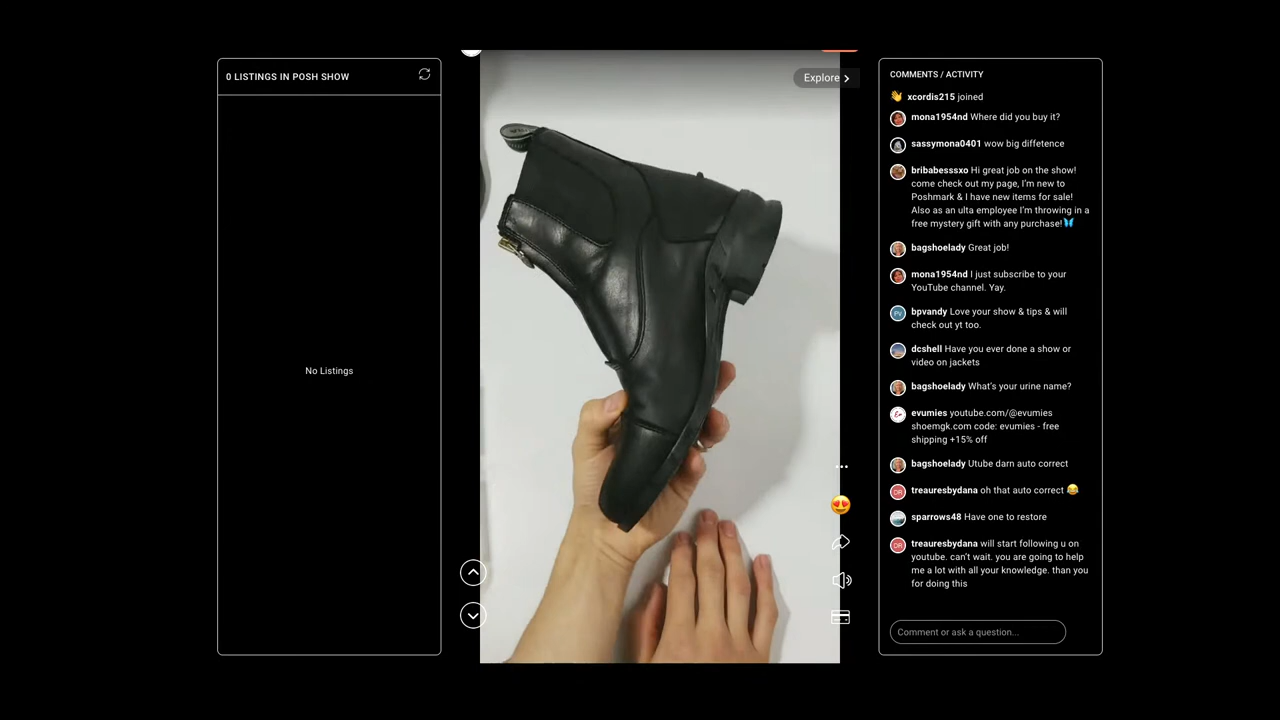 0 LISTINGS IN POSH SHOW
No Listings
Explore
COMMENTS / ACTIVITY
xcordis215 joined
mona1954nd Where did you buy it?
sassymona0401 wow big diffetence
bribabesssxo Hi great job on the show!
come check out my page, I'm new to
Poshmark & I have new items for sale!
Also as an ulta employee I'm throwing in a
free mystery gift with any purchase!
bagshoelady Great job!
mona1954nd I just subscribe to your
YouTube channel. Yay.
PV
bpvandy Love your show & tips & will
check out yt too.
dcshell Have you ever done a show or
video on jackets
bagshoelady What's your urine name?
evumies youtube.com/@evumies
shoemgk.com code: evumies - free
shipping +15% off
bagshoelady Utube darn auto correct
DR
treauresbydana oh that auto correct
sparrows48 Have one to restore
DR
treauresbydana will start following u on
youtube. can't wait. you are going to help
me a lot with all your knowledge. than you
for doing this
Comment or ask a question...